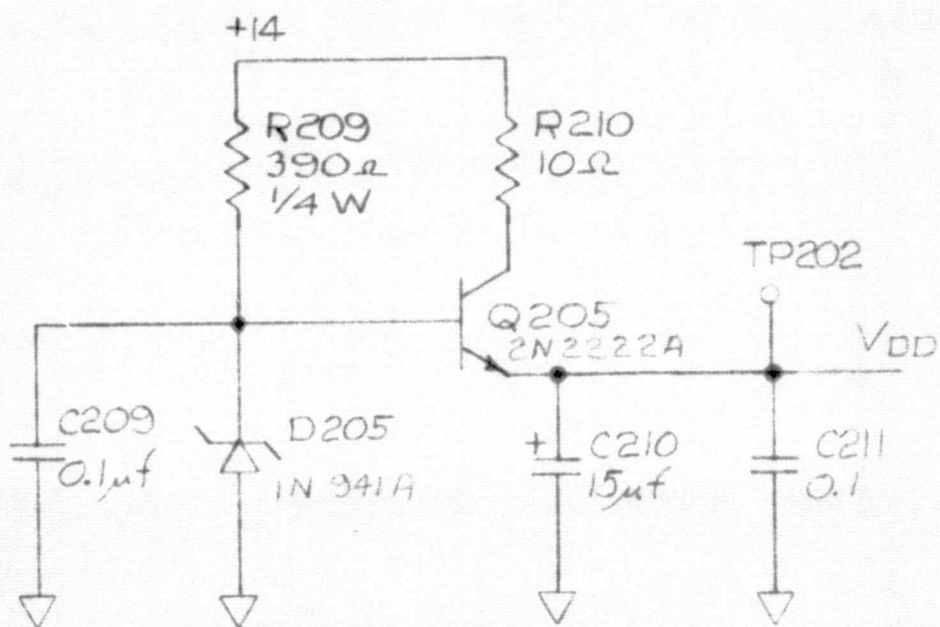 +14
R209
390Ω
1/4 W
R210
10Ω
TP202
Q205
2N2222A
VDD
C209
0.1μf
D205
1N 941A
+
C210
15μf
C211
0.1